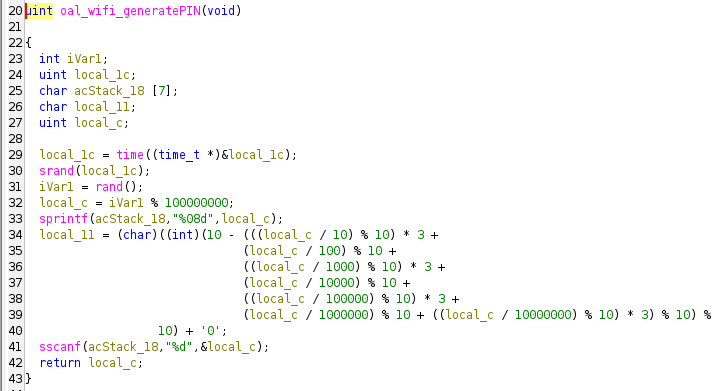 20 uint oal_wifi_generatePIN(void)
21
22 {
23 int iVar1;
24 uint local_1c;
25 char acStack_18 [7];
26 char local_11;
27 uint local_c;
28
29 local_1c = time((time_t *)&local_1c);
30 srand(local_1c);
31 iVar1 = rand();
32 local_c = iVar1 % 100000000;
33 sprintf(acStack_18,"%08d",local_c);
34 local_11 = (char)((int)(10 - (((local_c / 10) % 10) * 3 +
35 (local_c / 100) % 10 +
36 ((local_c / 1000) % 10) * 3 +
37 (local_c / 10000) % 10 +
38 ((local_c / 100000) % 10) * 3 +
39 (local_c / 1000000) % 10 + ((local_c / 10000000) % 10) * 3) % 10) %
40 10) + '0';
41 sscanf(acStack_18,"%d",&local_c);
42 return local_c;
43 }